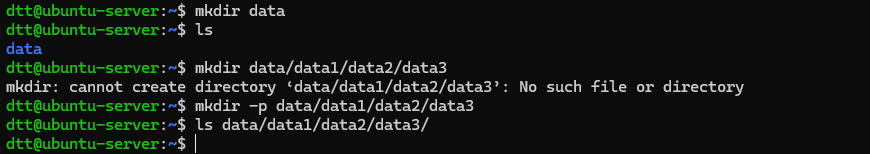 dtt@ubuntu-server:~$ mkdir data
dtt@ubuntu-server:~$ ls
data
dtt@ubuntu-server:~$ mkdir data/data1/data2/data3
mkdir: cannot create directory ‘data/data1/data2/data3’: No such file or directory
dtt@ubuntu-server:~$ mkdir -p data/data1/data2/data3
dtt@ubuntu-server:~$ ls data/data1/data2/data3/
dtt@ubuntu-server:~$